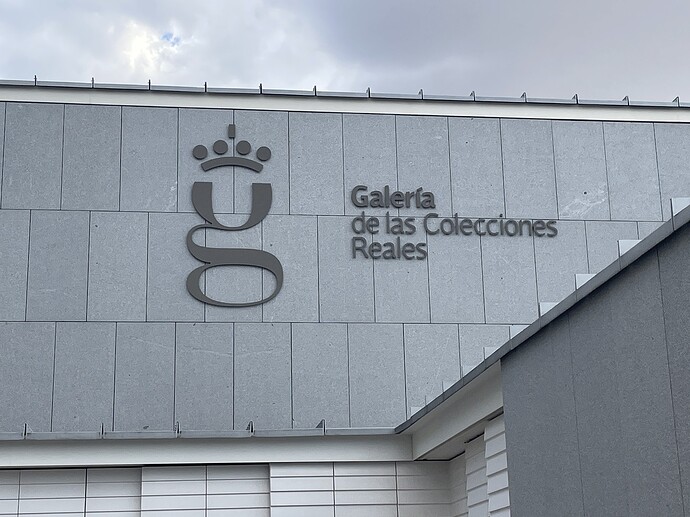 Galería
de las Colecciones
Reales